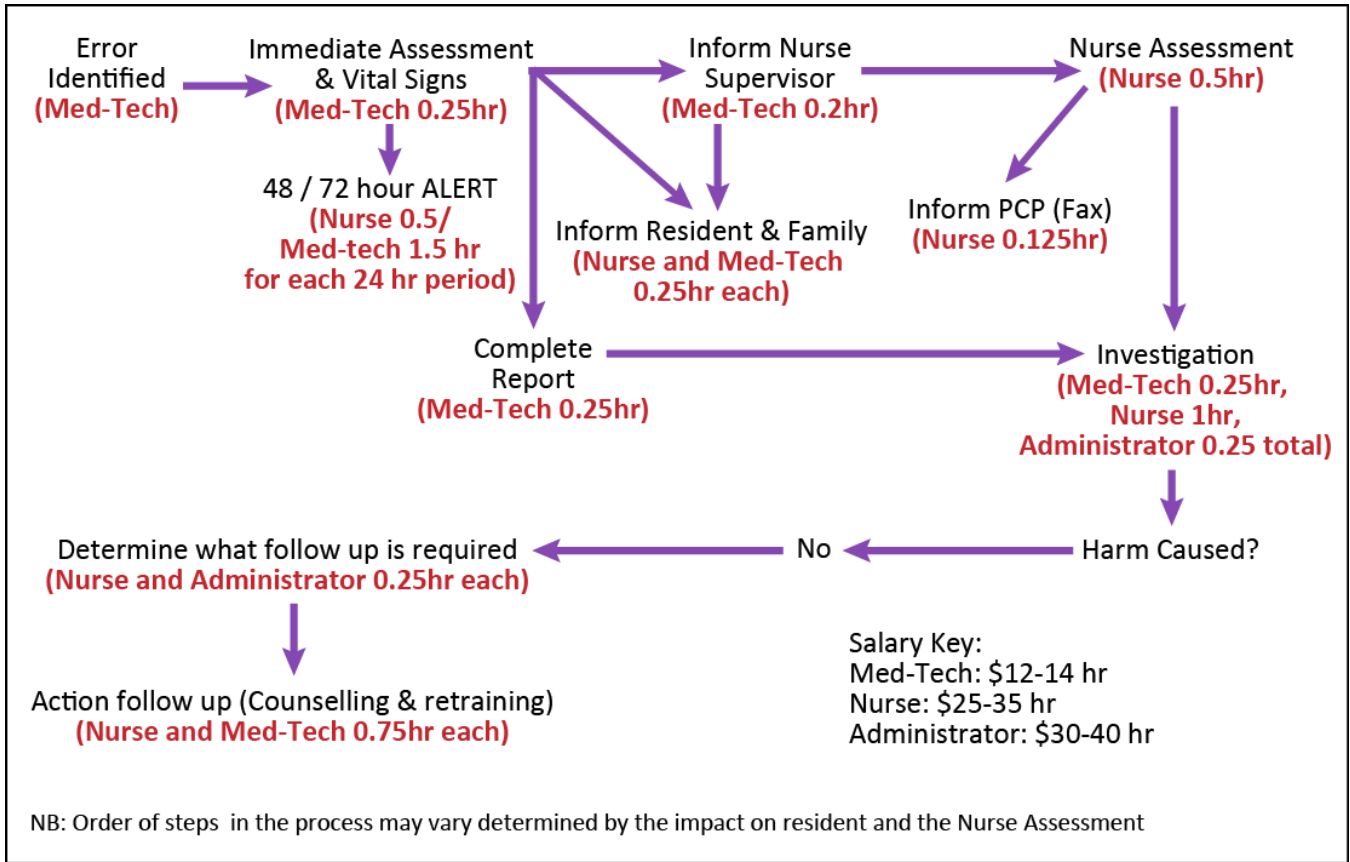 Error
Identified
(Med-Tech)
Immediate Assessment
& Vital Signs
(Med-Tech 0.25hr)
Inform Nurse
Supervisor
(Med-Tech 0.2hr)
Nurse Assessment
(Nurse 0.5hr)
48 / 72 hour ALERT
(Nurse 0.5/
Med-tech 1.5 hr
for each 24 hr period)
Inform Resident & Family
(Nurse and Med-Tech
0.25hr each)
Inform PCP (Fax)
(Nurse 0.125hr)
Complete
Report
(Med-Tech 0.25hr)
Investigation
(Med-Tech 0.25hr,
Nurse 1hr,
Administrator 0.25 total)
Harm Caused?
No
Determine what follow up is required
(Nurse and Administrator 0.25hr each)
Action follow up (Counselling & retraining)
(Nurse and Med-Tech 0.75hr each)
Salary Key:
Med-Tech: $12-14 hr
Nurse: $25-35 hr
Administrator: $30-40 hr
NB: Order of steps in the process may vary determined by the impact on resident and the Nurse Assessment